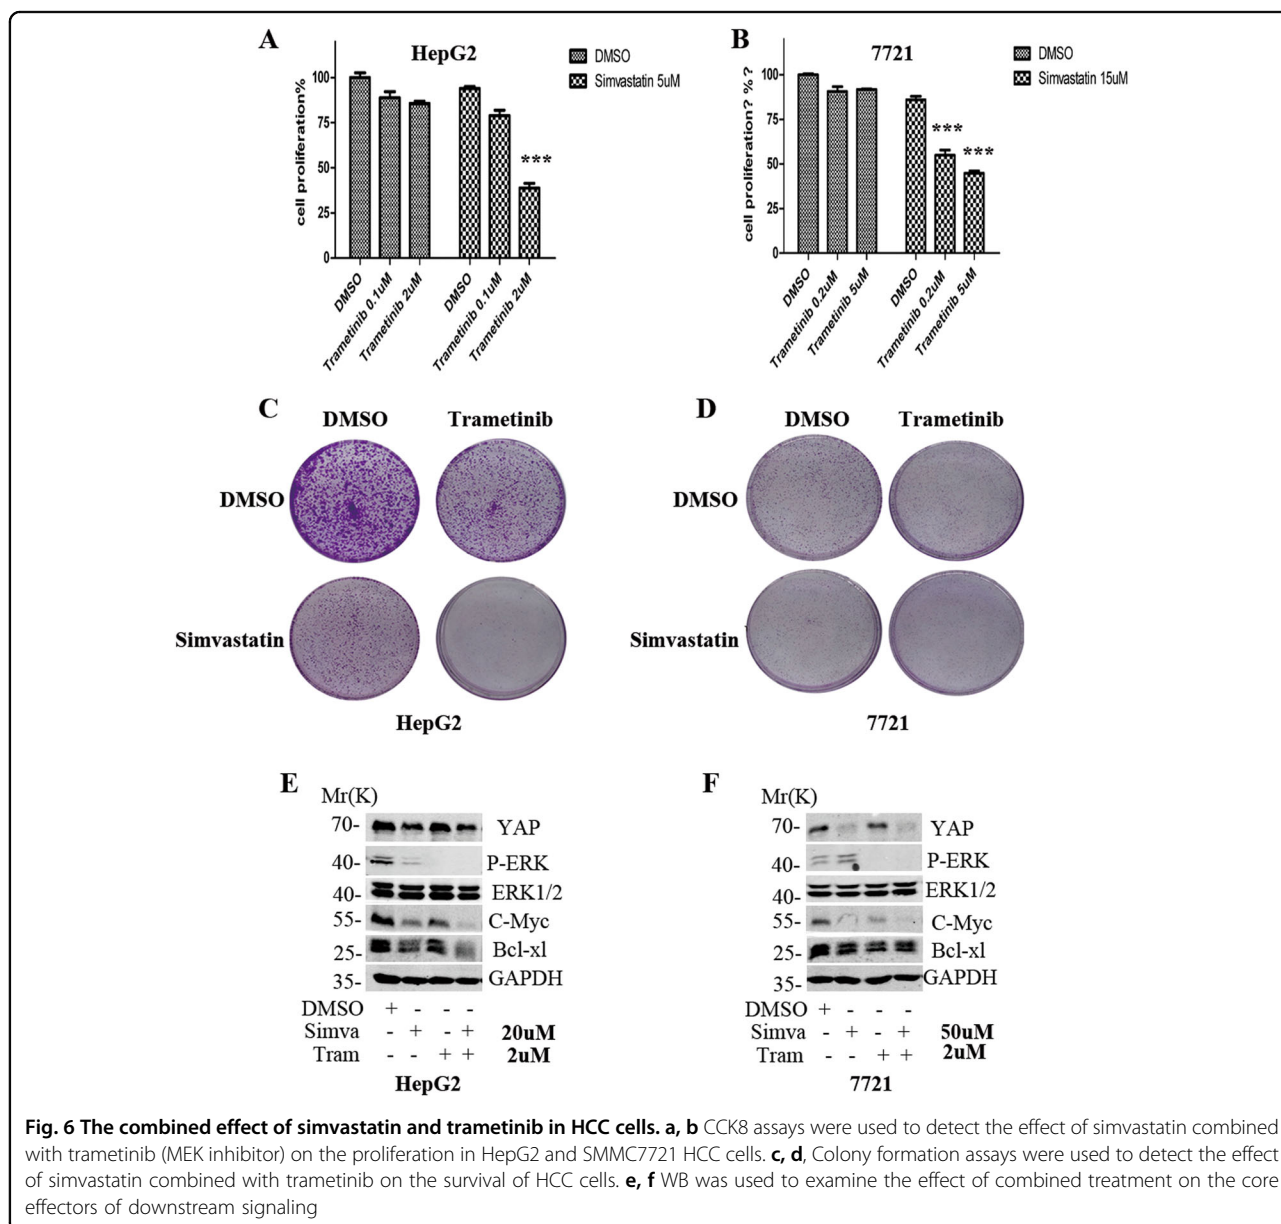 A
HepG2
DMSO
Simvastatin 5uM
cell proliferation%
100
75
50
25
0
DMSO
Trametinib 0.1uM
Trametinib 2uM
DMSO
Trametinib 0.1uM
Trametinib 2uM
***
B
7721
DMSO
Simvastatin 15uM
cell proliferation? %?
100
75
50
25
0
DMSO
Trametinib 0.2uM
Trametinib 5uM
DMSO
Trametinib 0.2uM
Trametinib 5uM
***
***
C
DMSO Trametinib
DMSO
Simvastatin
HepG2
D
DMSO Trametinib
DMSO
Simvastatin
7721
E
Mr(K)
70- YAP
40- P-ERK
40- ERK1/2
55- C-Myc
25- Bcl-xl
35- GAPDH
DMSO + - - -
Simva - + - + 20uM
Tram - - + + 2uM
HepG2
F
Mr(K)
70- YAP
40- P-ERK
40- ERK1/2
55- C-Myc
25- Bcl-xl
35- GAPDH
DMSO + - - -
Simva - + - + 50uM
Tram - - + + 2uM
7721
Fig. 6 The combined effect of simvastatin and trametinib in HCC cells. a, b CCK8 assays were used to detect the effect of simvastatin combined
with trametinib (MEK inhibitor) on the proliferation in HepG2 and SMMC7721 HCC cells. c, d, Colony formation assays were used to detect the effect
of simvastatin combined with trametinib on the survival of HCC cells. e, f WB was used to examine the effect of combined treatment on the core
effectors of downstream signaling